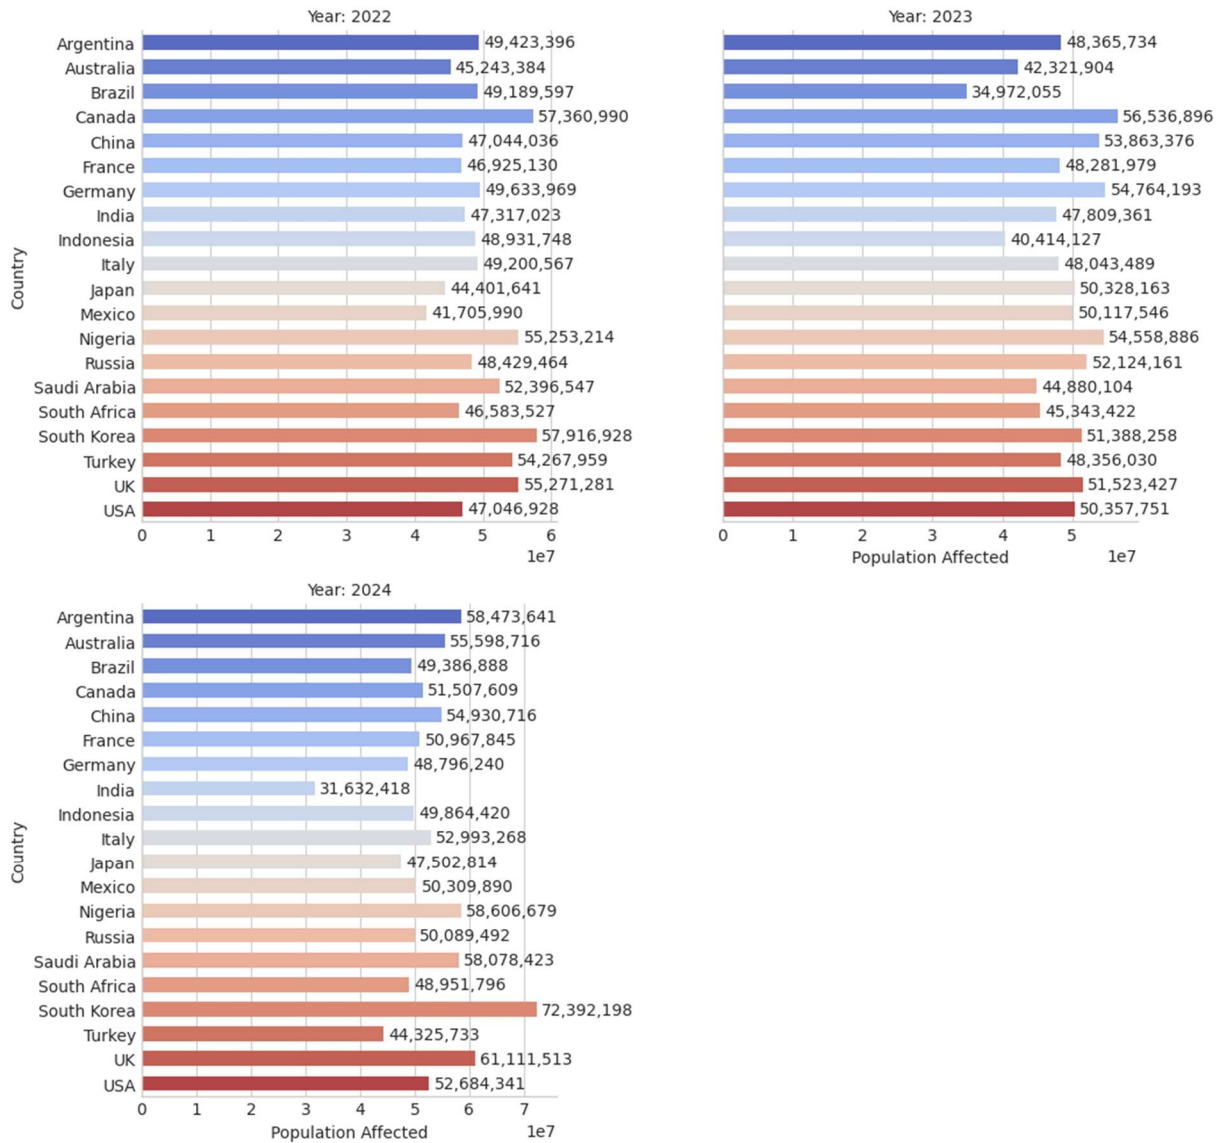 Year: 2022
Argentina 49,423,396
Australia 45,243,384
Brazil 49,189,597
Canada 57,360,990
China 47,044,036
France 46,925,130
Germany 49,633,969
India 47,317,023
Indonesia 48,931,748
Italy 49,200,567
Japan 44,401,641
Mexico 41,705,990
Nigeria 55,253,214
Russia 48,429,464
Saudi Arabia 52,396,547
South Africa 46,583,527
South Korea 57,916,928
Turkey 54,267,959
UK 55,271,281
USA 47,046,928
Country
0 1 2 3 4 5 6
1e7
Year: 2023
48,365,734
42,321,904
34,972,055
56,536,896
53,863,376
48,281,979
54,764,193
47,809,361
40,414,127
48,043,489
50,328,163
50,117,546
54,558,886
52,124,161
44,880,104
45,343,422
51,388,258
48,356,030
51,523,427
50,357,751
0 1 2 3 4 5
1e7
Population Affected
Year: 2024
Argentina 58,473,641
Australia 55,598,716
Brazil 49,386,888
Canada 51,507,609
China 54,930,716
France 50,967,845
Germany 48,796,240
India 31,632,418
Indonesia 49,864,420
Italy 52,993,268
Japan 47,502,814
Mexico 50,309,890
Nigeria 58,606,679
Russia 50,089,492
Saudi Arabia 58,078,423
South Africa 48,951,796
South Korea 72,392,198
Turkey 44,325,733
UK 61,111,513
USA 52,684,341
Country
0 1 2 3 4 5 6 7
1e7
Population Affected